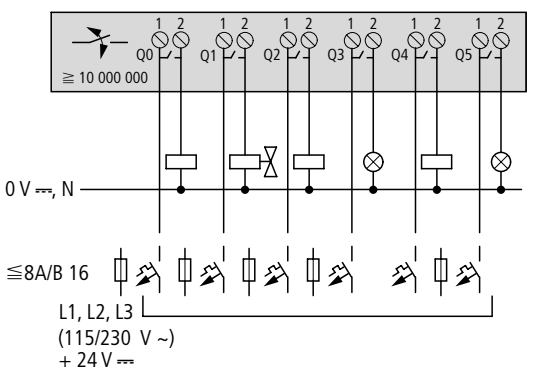 1 2 1 2 1 2 1 2 1 2 1 2
Q0 Q1 Q2 Q3 Q4 Q5
≧ 10 000 000
0 V ⎓, N
≦8A/B 16
L1, L2, L3
(115/230 V ~)
+ 24 V ⎓